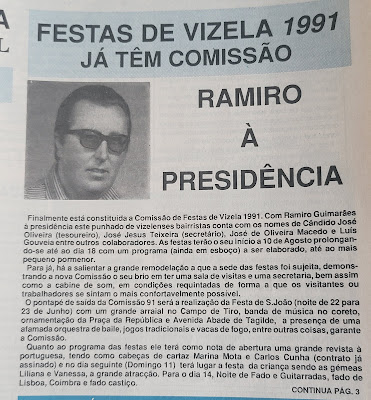 A
L
FESTAS DE VIZELA 1991
JÁ TÊM COMISSÃO
RAMIRO
À
PRESIDÊNCIA
Finalmente está constituida a Comissão de Festas de Vizela 1991. Com Ramiro Guimarães
à presidência este punhado de vizelenses bairristas conta com os nomes de Cândido José
Oliveira (tesoureiro), José Jesus Teixeira (secretário), José de Oliveira Macedo e Luís
Gouveia entre outros colaboradores. As festas terão o seu início a 10 de Agosto prolongan-
do-se até ao dia 18 com um programa (ainda em esboço) a ser elaborado, até ao mais
pequeno pormenor.
Para já, há a salientar a grande remodelação a que a sede das festas foi sujeita, demons-
trando a nova Comissão o seu brio em ter uma sala de visitas e uma secretaria, bem assim
como a cabine de som, em condições requintadas de forma a que os visitantes ou
trabalhadores se sintam o mais confortavelmente possível.
O pontapé de saída da Comissão 91 será a realização da Festa de S.João (noite de 22 para
23 de Junho) com um grande arraial no Campo de Tiro, banda de música no coreto,
ornamentação da Praça da República e Avenida Abade de Tagilde, a presença de uma
afamada orquestra de baile, jogos tradicionais e vacas de fogo, entre outras coisas, garante
a Comissão.
Quanto ao programa das festas ele terá como nota de abertura uma grande revista à
portuguesa, tendo como cabeças de cartaz Marina Mota e Carlos Cunha (contrato já
assinado) e no dia seguinte (Domingo 11) terá lugar a festa da criança sendo as gémeas
Liliana e Vanessa, a grande atracção. Para o dia 14, Noite de Fado e Guitarradas, fado de
Lisboa, Coimbra e fado castiço.
CONTINUA PÁG. 3